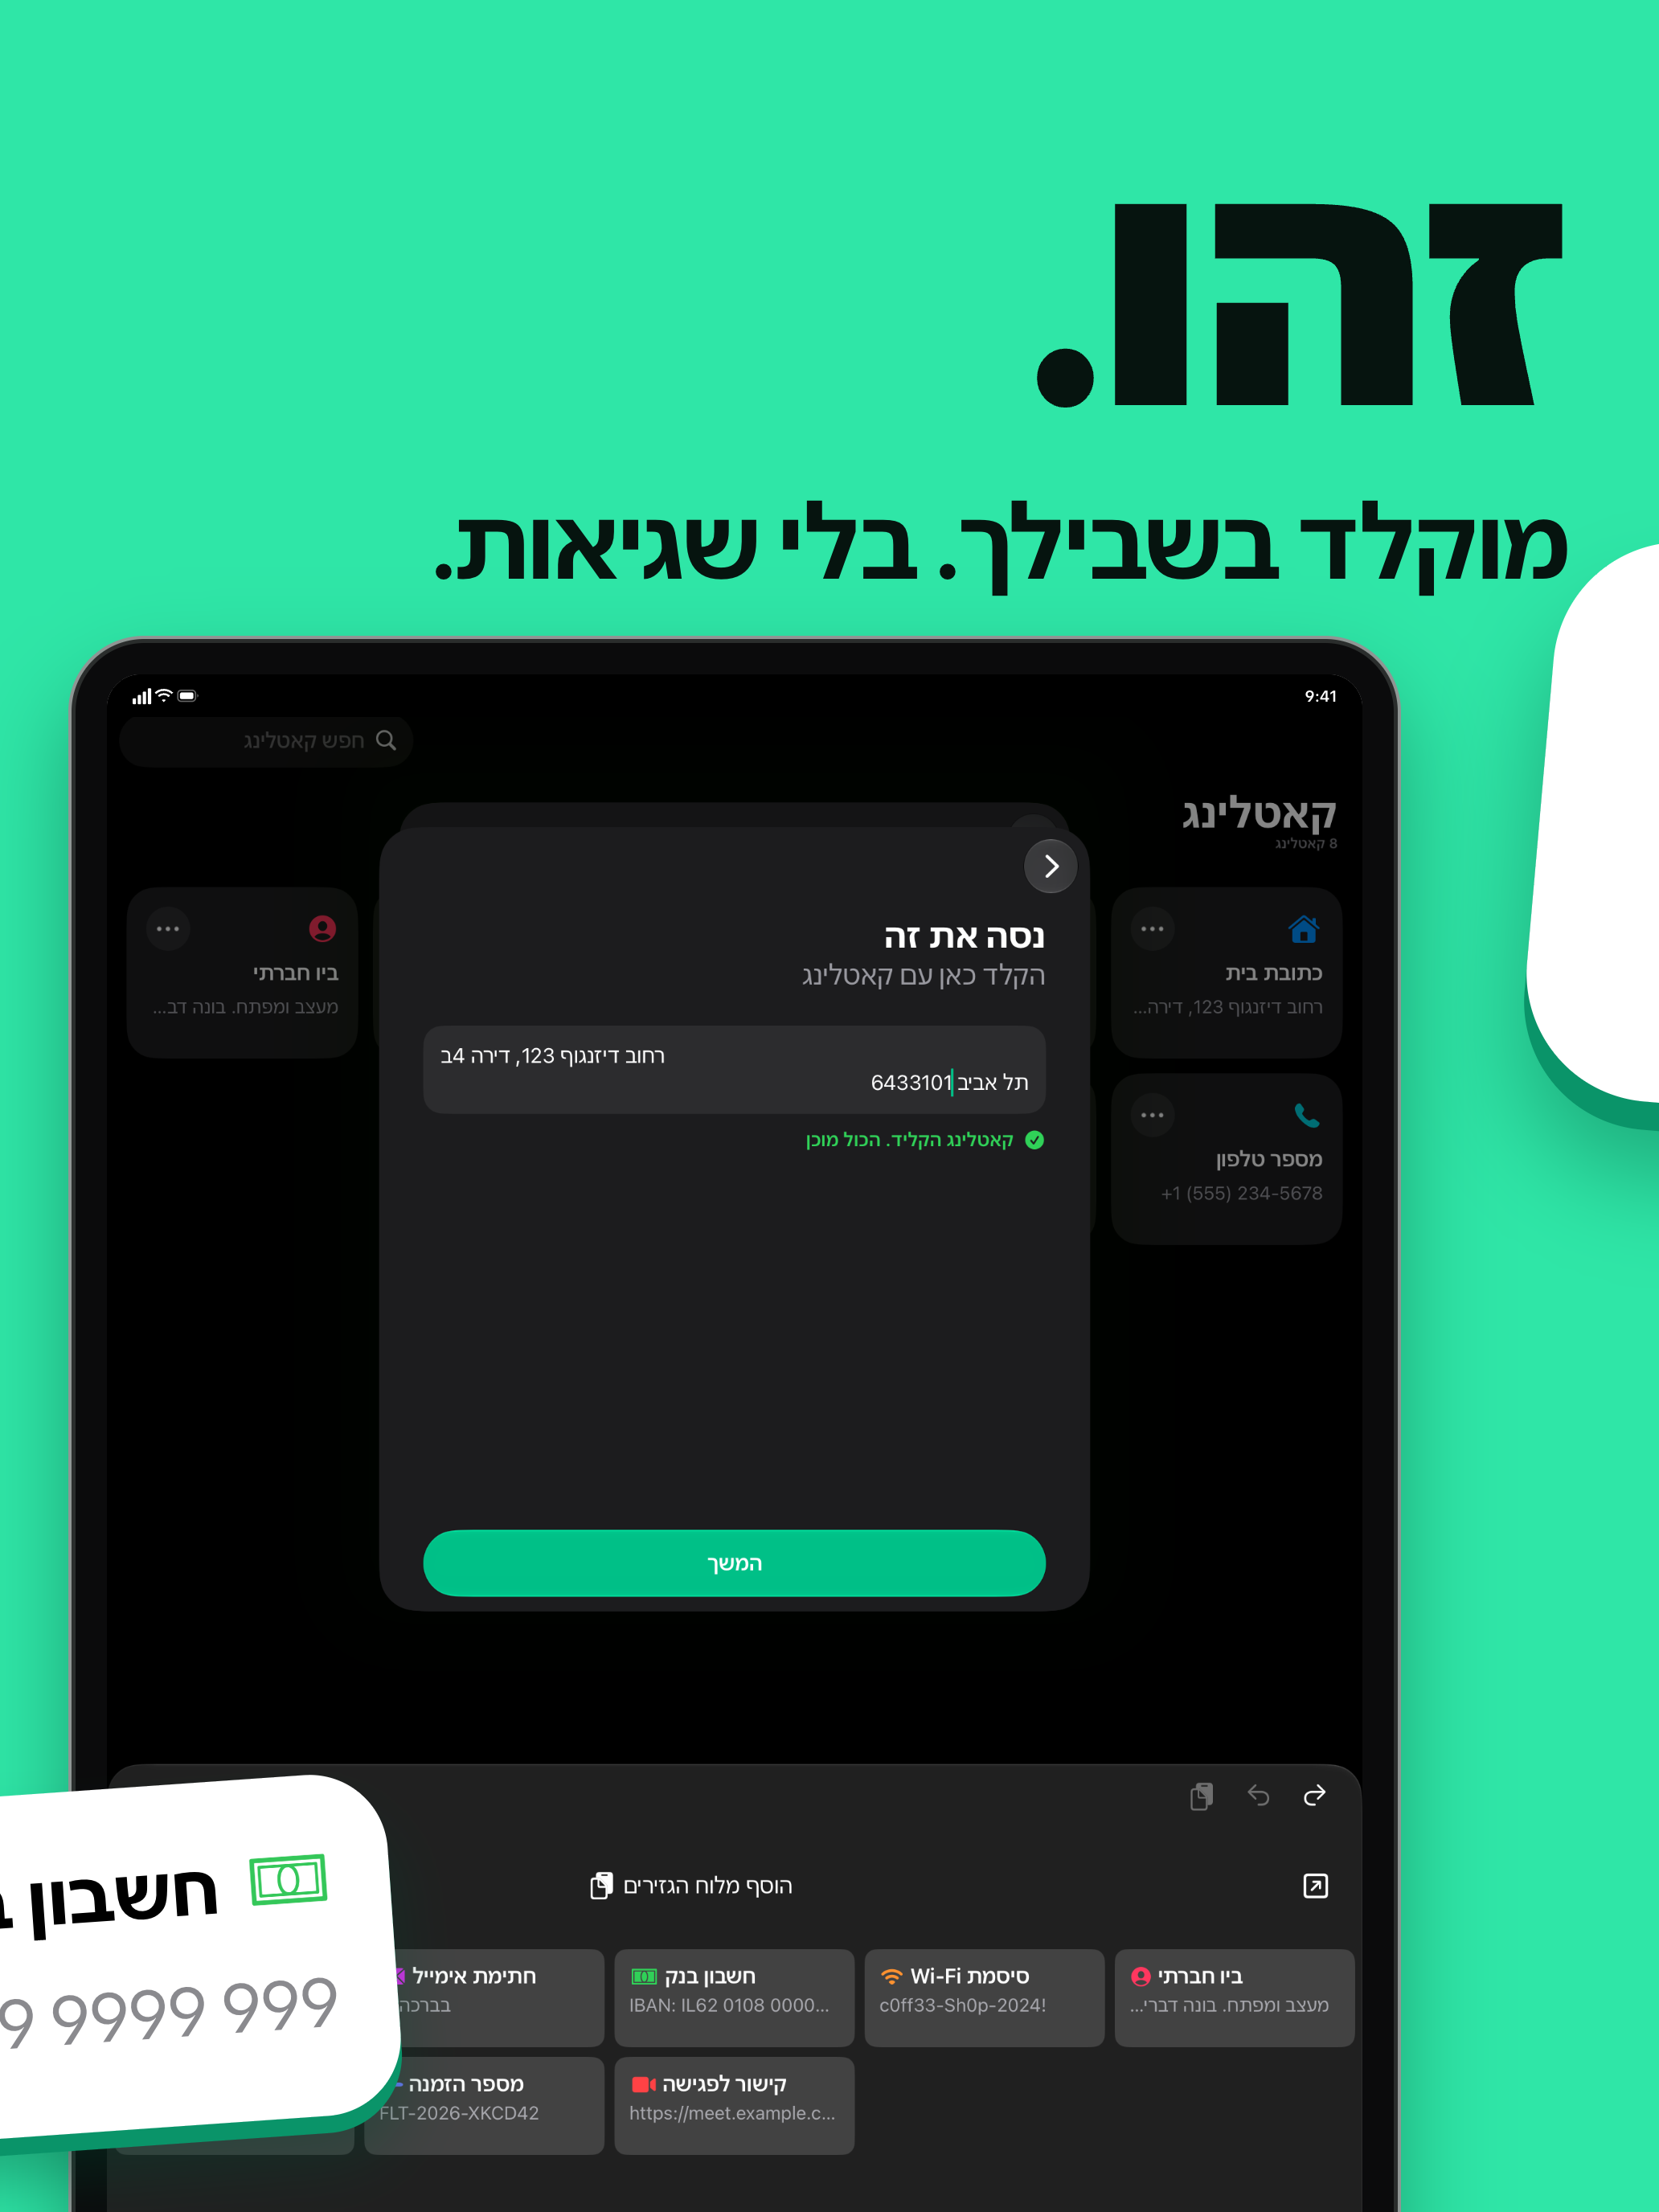 זהו.
מוקלד בשבילך. בלי שגיאות.
9:41
חפש קאטלינג
קאטלינג
8 קאטלינג
כתובת בית
רחוב דיזנגוף 123, דירה...
ביו חברתי
מעצב ומפתח. בונה דב...
מספר טלפון
+1 (555) 234-5678
נסה את זה
הקלד כאן עם קאטלינג
רחוב דיזנגוף 123, דירה 4ב
תל אביב 6433101
קאטלינג הקליד. הכול מוכן
המשך
הוסף מלוח הגזירים
ביו חברתי
מעצב ומפתח. בונה דברי...
סיסמת Wi-Fi
c0ff33-Sh0p-2024!
חשבון בנק
IBAN: IL62 0108 0000...
חתימת אימייל
בברכה
קישור לפגישה
https://meet.example.c...
מספר הזמנה
FLT-2026-XKCD42
חשבון
9 9999 999